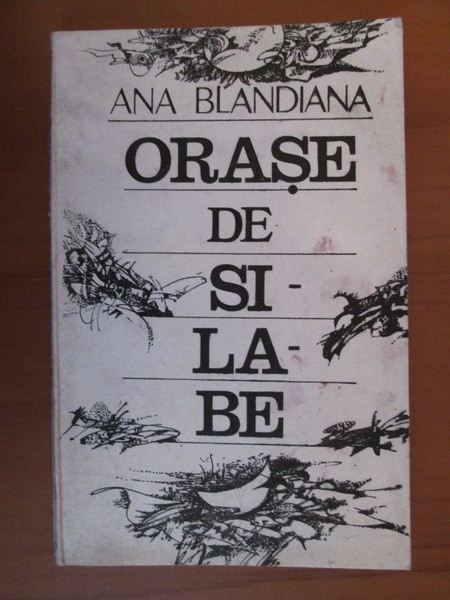 ANA BLANDIANA
ORAȘE
DE
SI-
LA-
BE